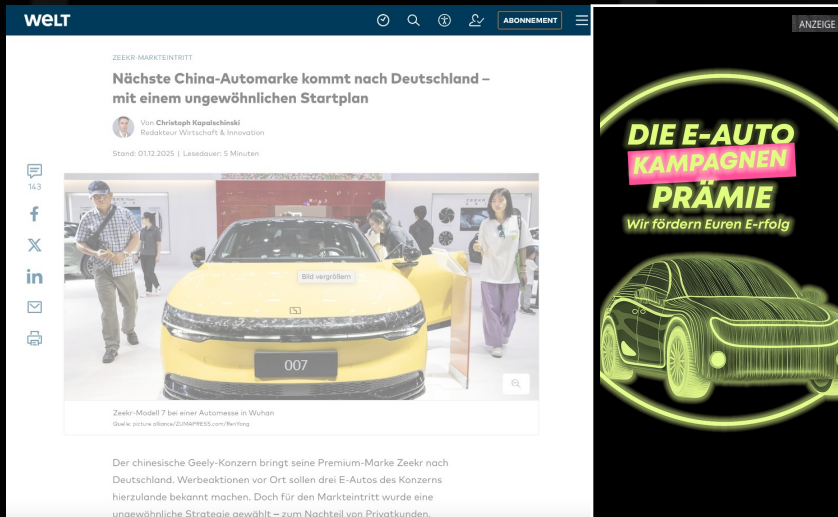 WELT
ABONNEMENT
ANZEIGE
ZEEKR-MARKTEINTRITT
Nächste China-Automarke kommt nach Deutschland –
mit einem ungewöhnlichen Startplan
Von Christoph Kapalschinski
Redakteur Wirtschaft & Innovation
Stand: 01.12.2025 | Lesedauer: 5 Minuten
143
Bild vergrößern
007
Zeekr-Modell 7 bei einer Automesse in Wuhan
Quelle: picture alliance/ZUMAPRESS.com/RenYong
Der chinesische Geely-Konzern bringt seine Premium-Marke Zeekr nach
Deutschland. Werbeaktionen vor Ort sollen drei E-Autos des Konzerns
hierzulande bekannt machen. Doch für den Markteintritt wurde eine
ungewöhnliche Strategie gewählt – zum Nachteil von Privatkunden.
DIE E-AUTO
KAMPAGNEN
PRÄMIE
Wir fördern Euren E-rfolg